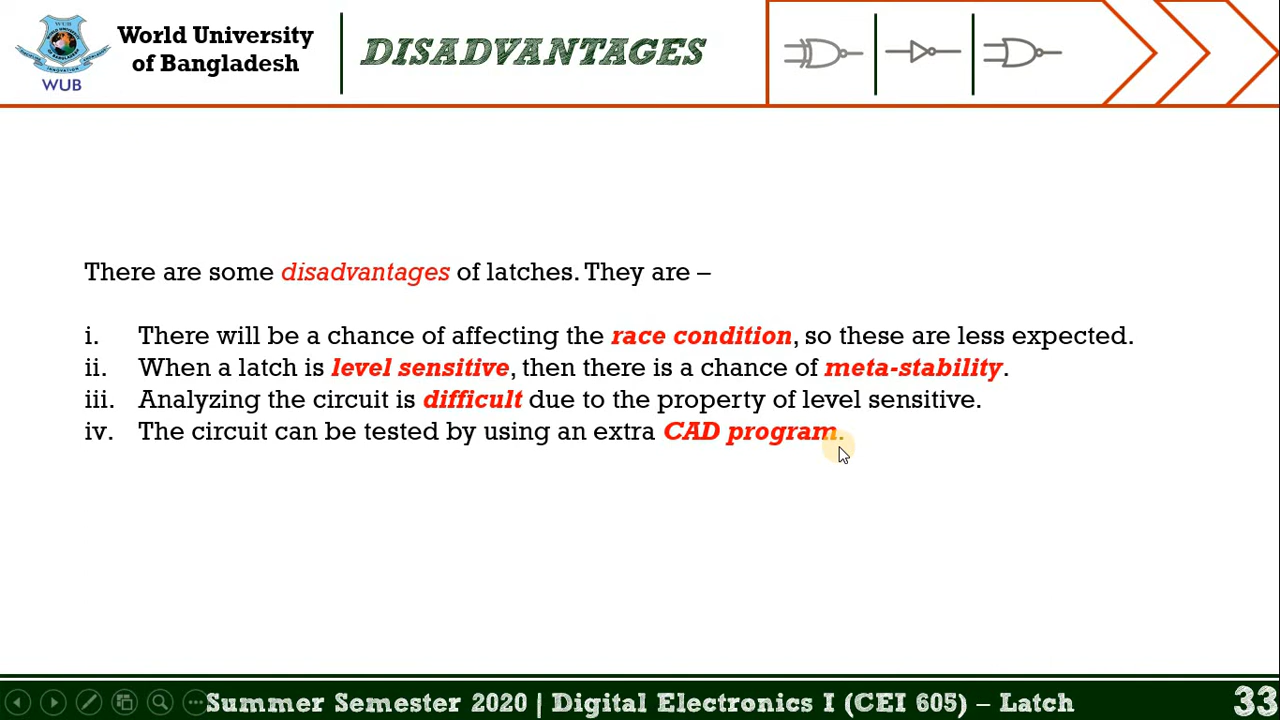 World University
of Bangladesh
WUB
WUB
DISADVANTAGES
There are some disadvantages of latches. They are –
i. There will be a chance of affecting the race condition, so these are less expected.
ii. When a latch is level sensitive, then there is a chance of meta-stability.
iii. Analyzing the circuit is difficult due to the property of level sensitive.
iv. The circuit can be tested by using an extra CAD program.
Summer Semester 2020 | Digital Electronics I (CEI 605) – Latch
33